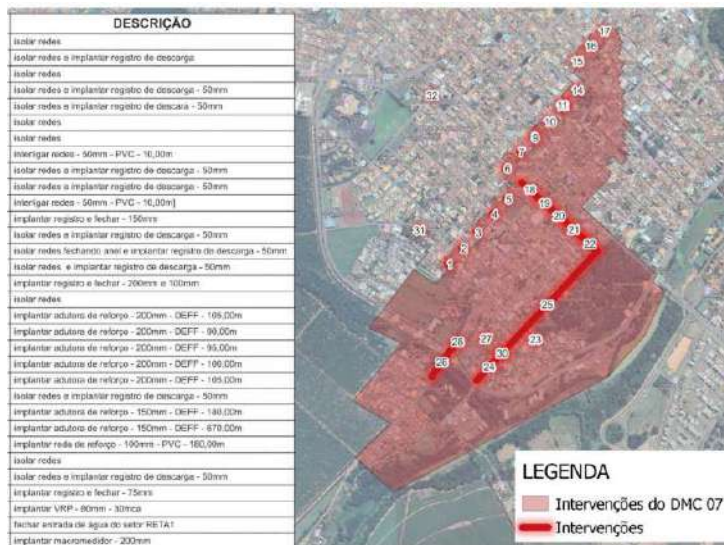 DESCRIÇÃO
isolar redes
isolar redes e implantar registro de descarga
isolar redes
isolar redes e implantar registro de descarga - 50mm
isolar redes e implantar registro de descara - 50mm
isolar redes
isolar redes
interligar redes - 50mm - PVC - 10,00m
isolar redes e implantar registro de descarga - 50mm
isolar redes e implantar registro de descarga - 50mm
interligar redes - 50mm - PVC - 10,00m]
implantar registro e fechar - 150mm
isolar redes e implantar registro de descarga - 50mm
isolar redes fechando anel e implantar registro de descarga - 50mm
isolar redes e implantar registro de descarga - 50mm
implantar registro e fechar - 200mm e 100mm
isolar redes
implantar adutora de reforço - 200mm - DEFF - 105,00m
implantar adutora de reforço - 200mm - DEFF - 90,00m
implantar adutora de reforço - 200mm - DEFF - 95,00m
implantar adutora de reforço - 200mm - DEFF - 100,00m
implantar adutora de reforço - 200mm - DEFF - 105,00m
isolar redes e implantar registro de descarga - 50mm
implantar adutora de reforço - 150mm - DEFF - 180,00m
implantar adutora de reforço - 150mm - DEFF - 670,00m
implantar rede de reforço - 100mm - PVC - 160,00m
isolar redes
isolar redes e implantar registro de descarga - 50mm
implantar registro e fechar - 75mm
implantar VRP - 80mm - 30mca
fechar entrada de água do setor RETA1
implantar macromedidor - 200mm
17
16
15
32
14
11
10
9
7
6
18
5
19
4
20
3
21
31
2
22
1
25
27
23
28
30
26
24
LEGENDA
Intervenções do DMC 07
Intervenções